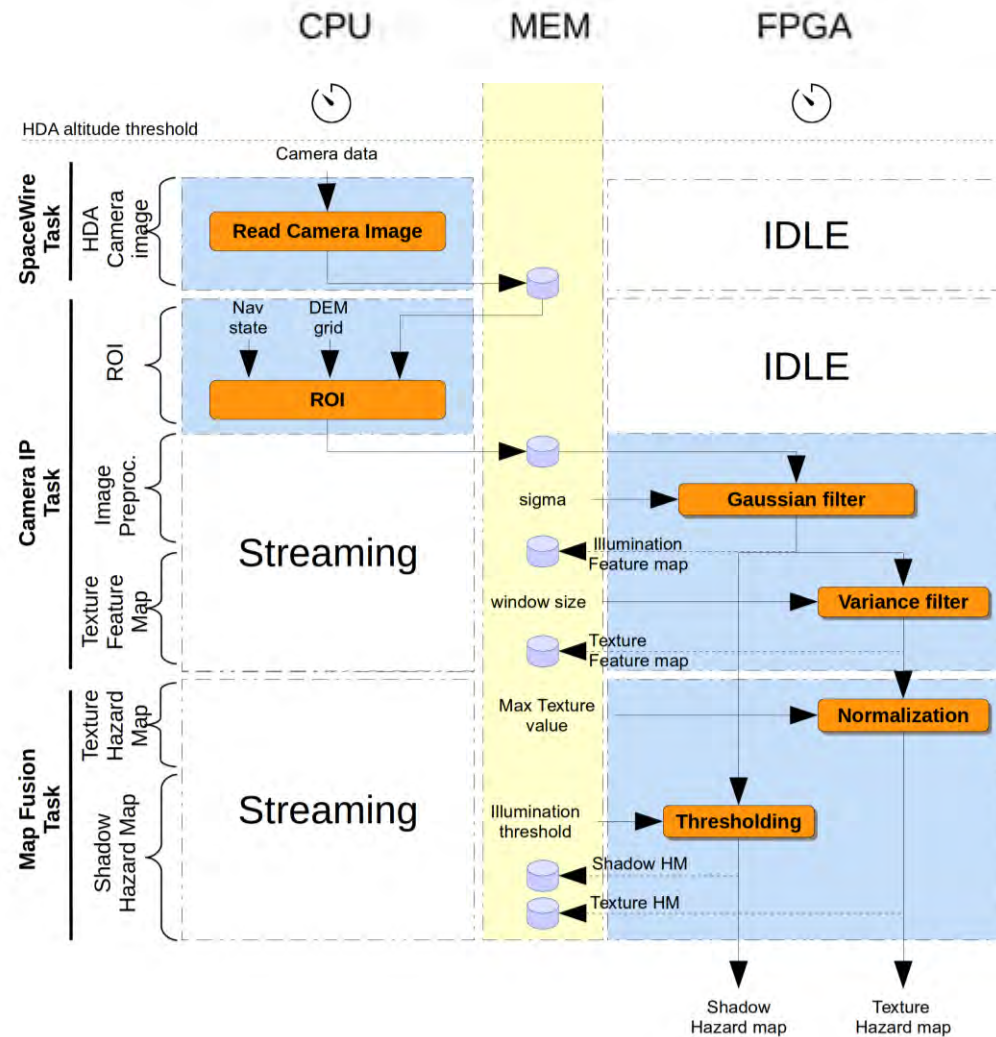 CPU
MEM
FPGA
HDA altitude threshold
Camera data
SpaceWire
Task
HDA
Camera
image
Read Camera Image
IDLE
Camera IP
Task
ROI
Nav
state
DEM
grid
ROI
IDLE
Image
Preproc.
Streaming
sigma
Gaussian filter
Illumination
Feature map
Texture
Feature
Map
window size
Variance filter
Texture
Feature map
Map Fusion
Task
Texture
Hazard
Map
Max Texture
value
Normalization
Streaming
Shadow
Hazard Map
Illumination
threshold
Thresholding
Shadow HM
Texture HM
Shadow
Hazard map
Texture
Hazard map